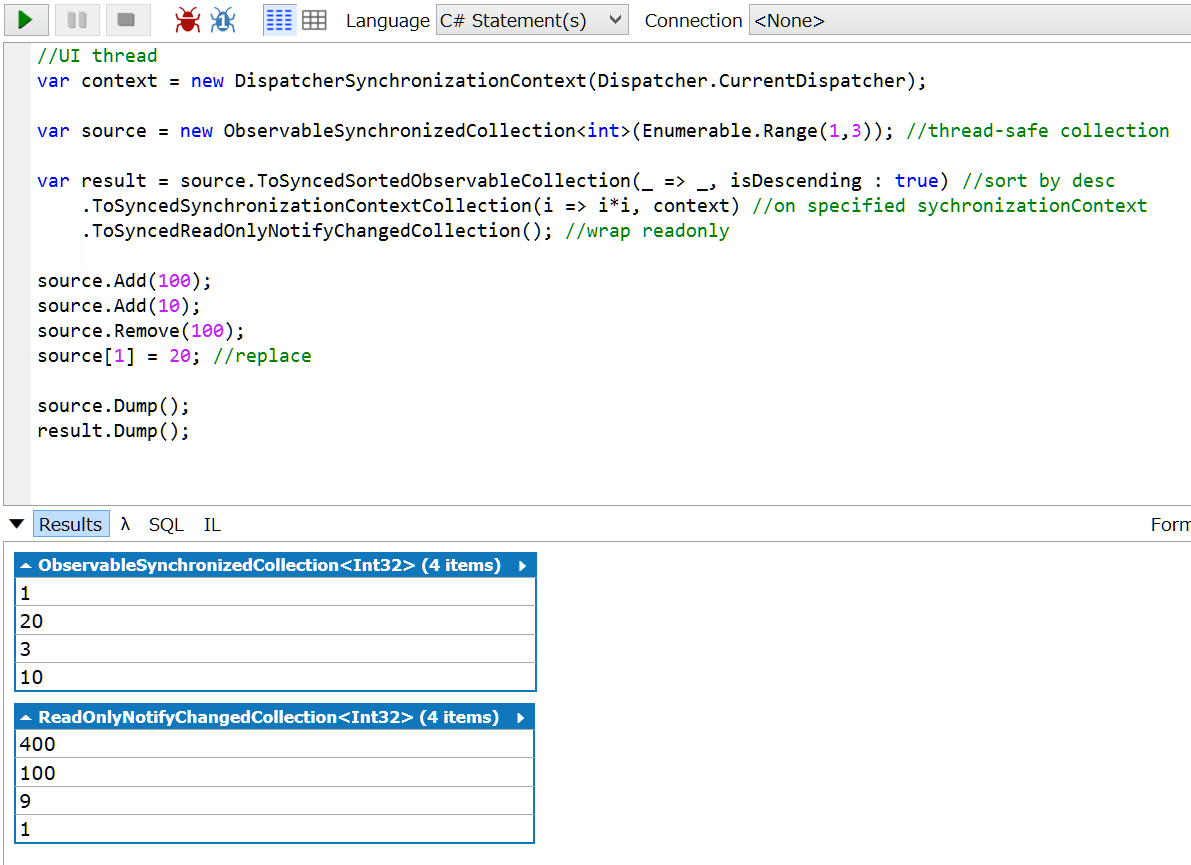 Language C# Statement(s) Connection <None>
//UI thread
var context = new DispatcherSynchronizationContext(Dispatcher.CurrentDispatcher);
var source = new ObservableSynchronizedCollection<int>(Enumerable.Range(1,3)); //thread-safe collection
var result = source.ToSyncedSortedObservableCollection(_ => _, isDescending : true) //sort by desc
.ToSyncedSynchronizationContextCollection(i => i*i, context) //on specified sychronizationContext
.ToSyncedReadOnlyNotifyChangedCollection(); //wrap readonly
source.Add(100);
source.Add(10);
source.Remove(100);
source[1] = 20; //replace
source.Dump();
result.Dump();
Results λ SQL IL Form
ObservableSynchronizedCollection<Int32> (4 items)
1
20
3
10
ReadOnlyNotifyChangedCollection<Int32> (4 items)
400
100
9
1